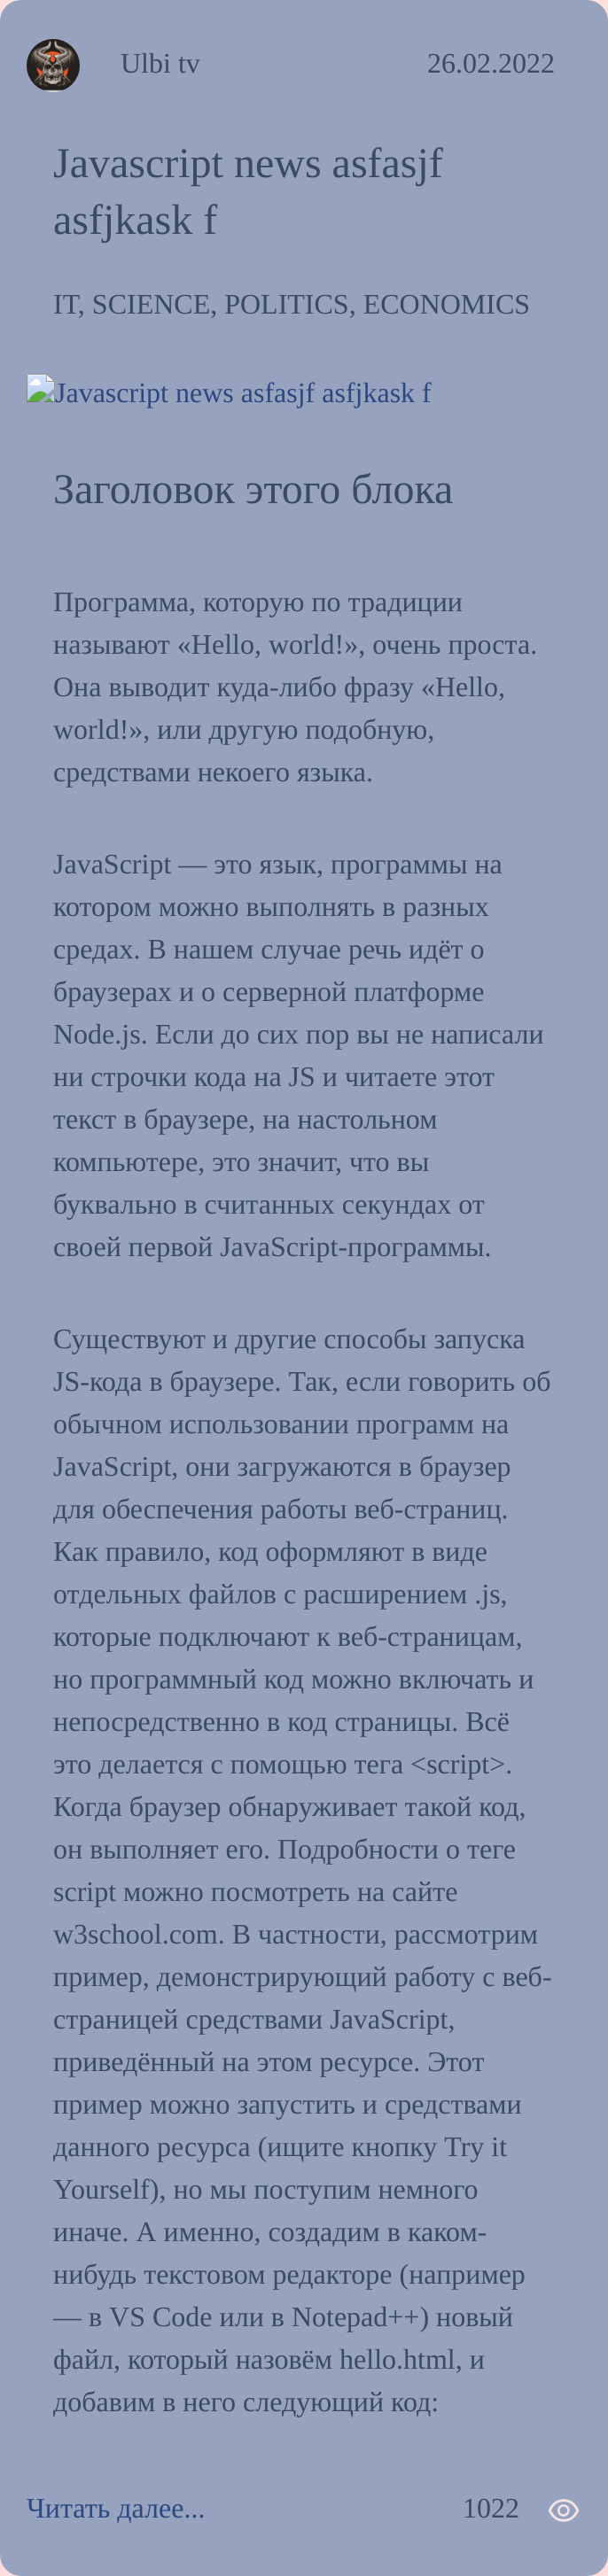 Ulbi tv 26.02.2022
Javascript news asfasjf
asfjkask f
IT, SCIENCE, POLITICS, ECONOMICS
Javascript news asfasjf asfjkask f
Заголовок этого блока
Программа, которую по традиции
называют «Hello, world!», очень проста.
Она выводит куда-либо фразу «Hello,
world!», или другую подобную,
средствами некоего языка.
JavaScript — это язык, программы на
котором можно выполнять в разных
средах. В нашем случае речь идёт о
браузерах и о серверной платформе
Node.js. Если до сих пор вы не написали
ни строчки кода на JS и читаете этот
текст в браузере, на настольном
компьютере, это значит, что вы
буквально в считанных секундах от
своей первой JavaScript-программы.
Существуют и другие способы запуска
JS-кода в браузере. Так, если говорить об
обычном использовании программ на
JavaScript, они загружаются в браузер
для обеспечения работы веб-страниц.
Как правило, код оформляют в виде
отдельных файлов с расширением .js,
которые подключают к веб-страницам,
но программный код можно включать и
непосредственно в код страницы. Всё
это делается с помощью тега <script>.
Когда браузер обнаруживает такой код,
он выполняет его. Подробности о теге
script можно посмотреть на сайте
w3school.com. В частности, рассмотрим
пример, демонстрирующий работу с веб-
страницей средствами JavaScript,
приведённый на этом ресурсе. Этот
пример можно запустить и средствами
данного ресурса (ищите кнопку Try it
Yourself), но мы поступим немного
иначе. А именно, создадим в каком-
нибудь текстовом редакторе (например
— в VS Code или в Notepad++) новый
файл, который назовём hello.html, и
добавим в него следующий код:
Читать далее... 1022